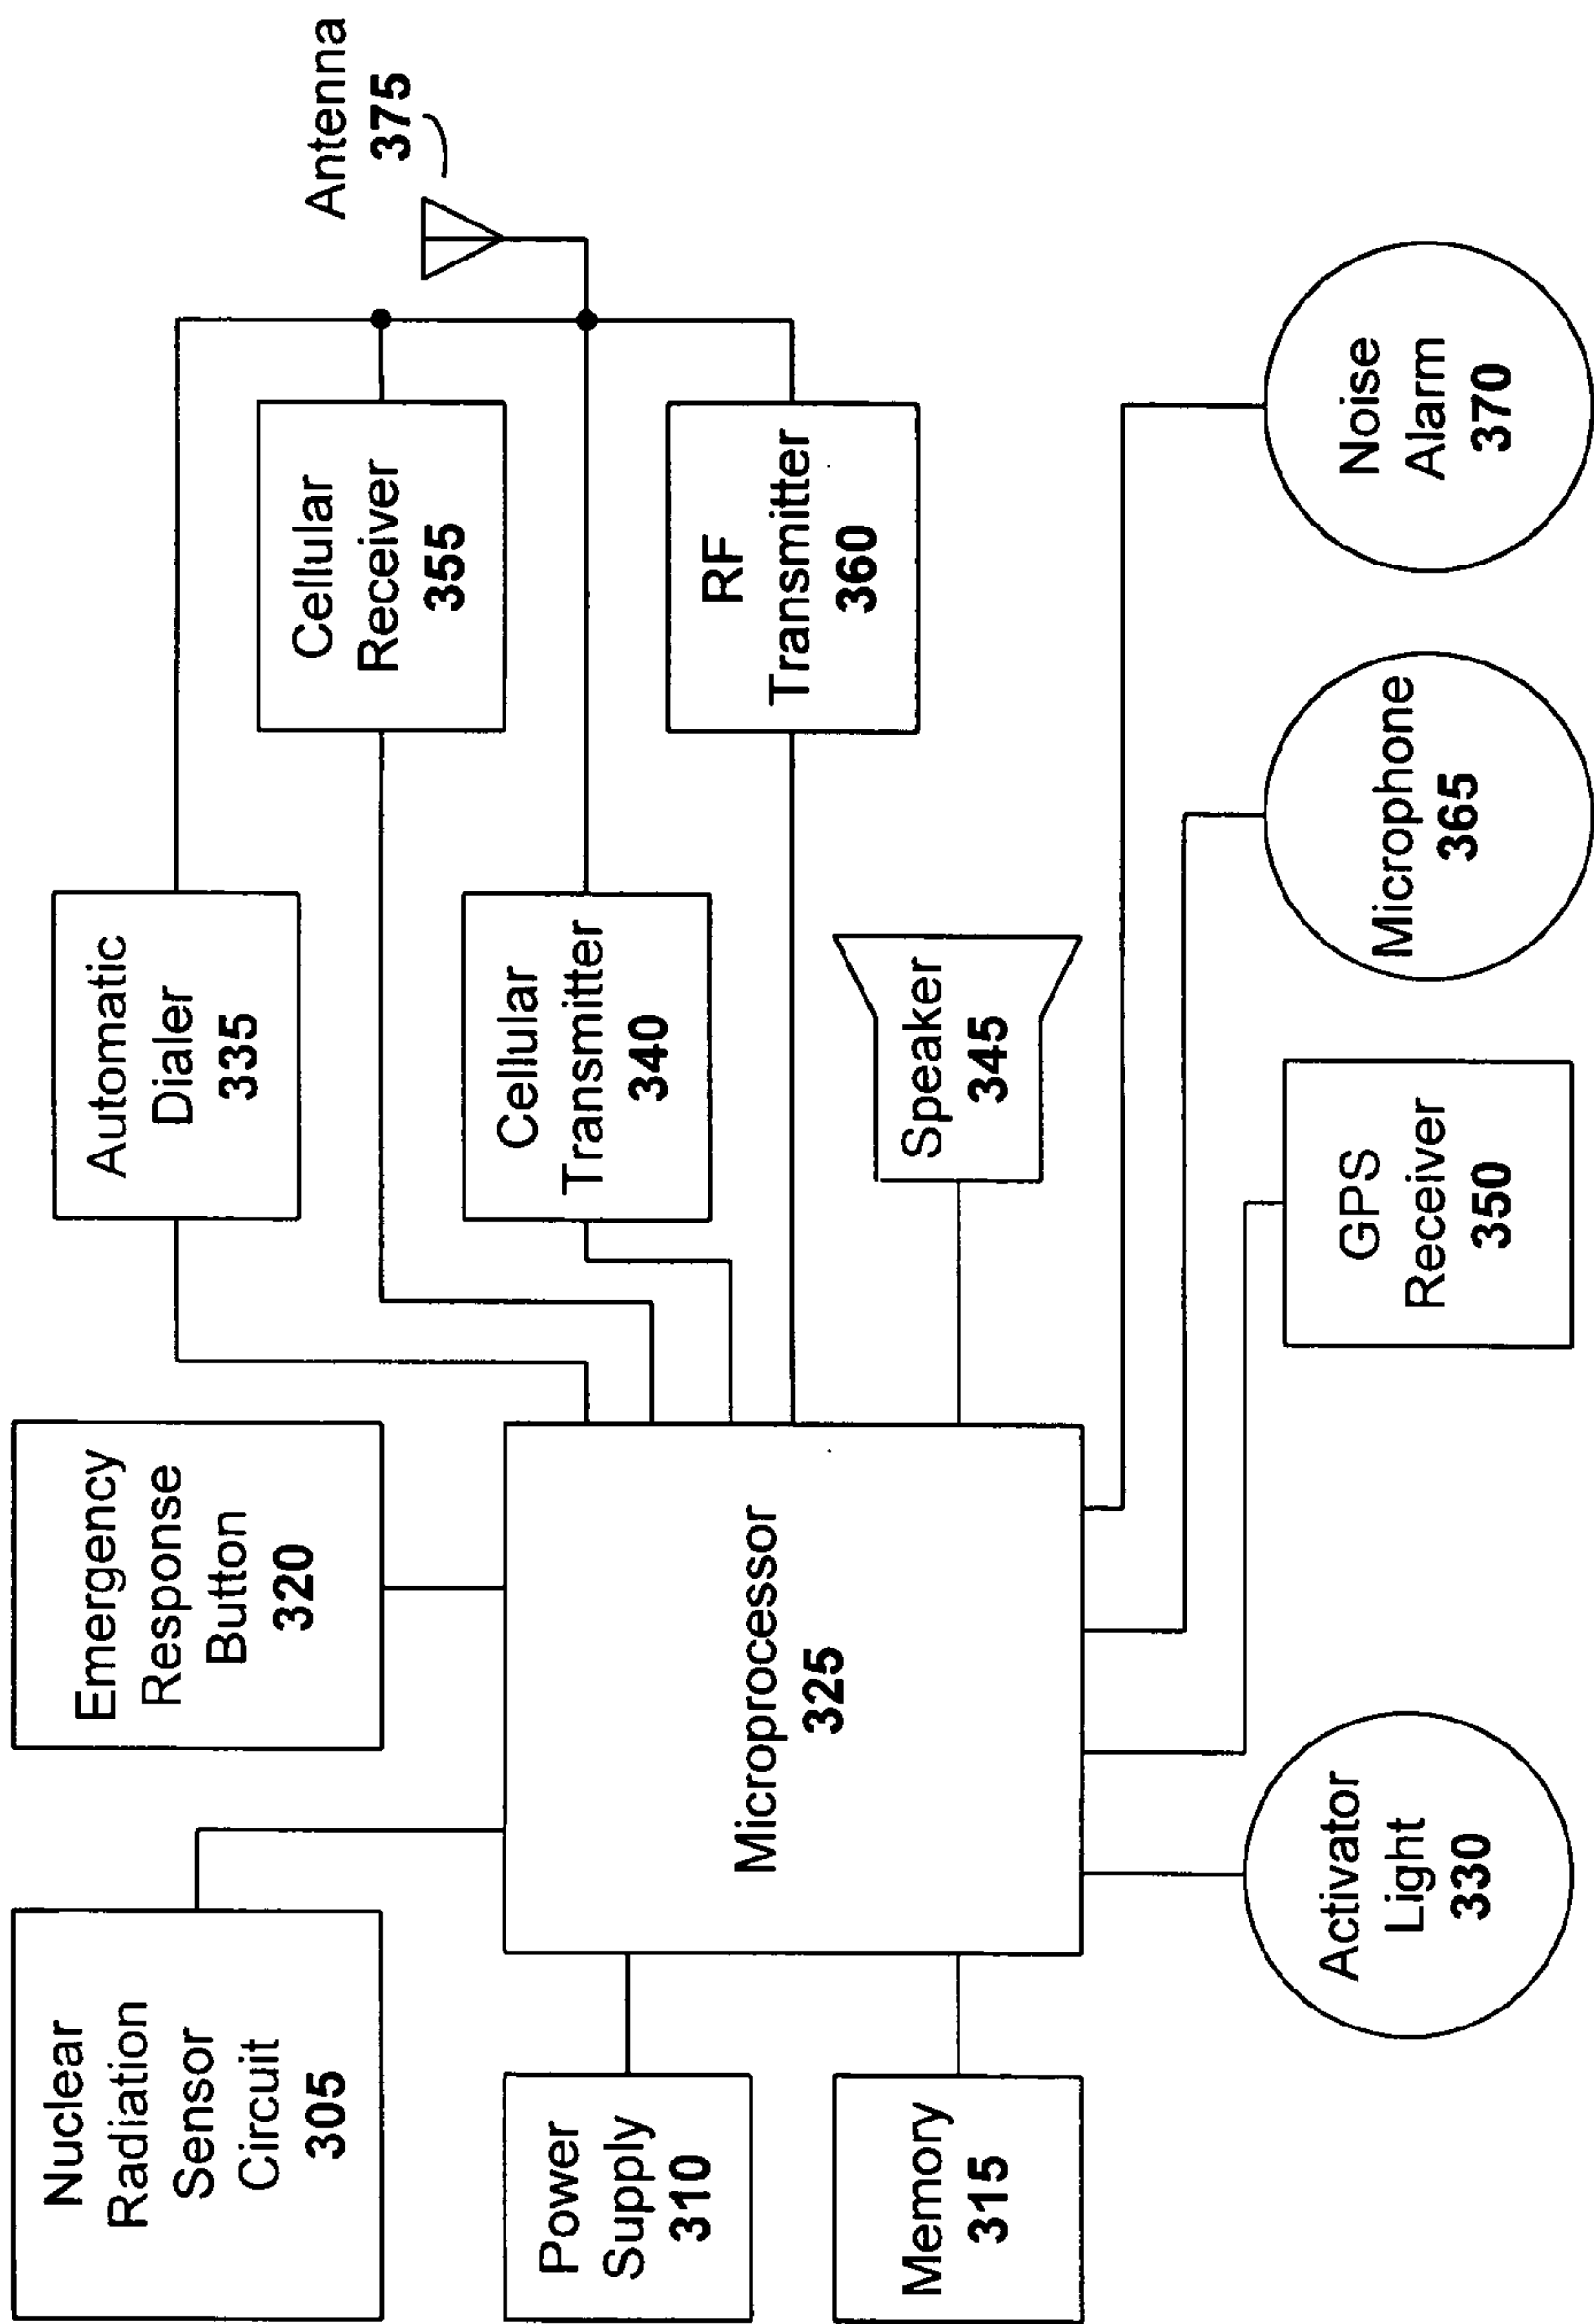 Nuclear
Radiation
Sensor
Circuit
305
Emergency
Response
Button
320
Automatic
Dialer
335
Cellular
Receiver
355
Antenna
375
Power
Supply
310
Microprocessor
325
Cellular
Transmitter
340
RF
Transmitter
360
Memory
315
Speaker
345
Activator
Light
330
GPS
Receiver
350
Microphone
365
Noise
Alarm
370